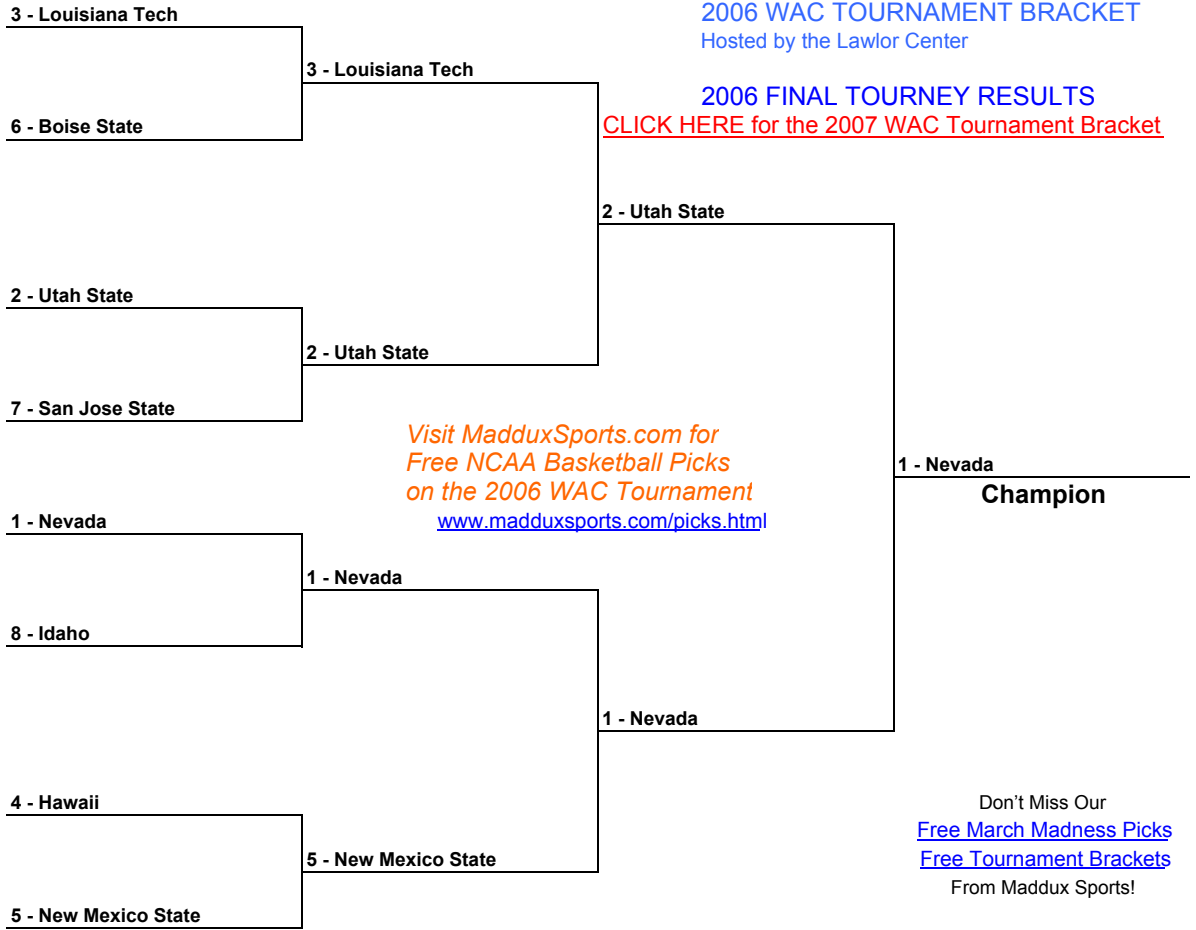 3 - Louisiana Tech
2006 WAC TOURNAMENT BRACKET
Hosted by the Lawlor Center
3 - Louisiana Tech
2006 FINAL TOURNEY RESULTS
6 - Boise State
CLICK HERE for the 2007 WAC Tournament Bracket
2 - Utah State
2 - Utah State
2 - Utah State
7 - San Jose State
Visit MadduxSports.com for
Free NCAA Basketball Picks
on the 2006 WAC Tournament
www.madduxsports.com/picks.html
1 - Nevada
Champion
1 - Nevada
1 - Nevada
8 - Idaho
1 - Nevada
4 - Hawaii
5 - New Mexico State
5 - New Mexico State
Don't Miss Our
Free March Madness Picks
Free Tournament Brackets
From Maddux Sports!